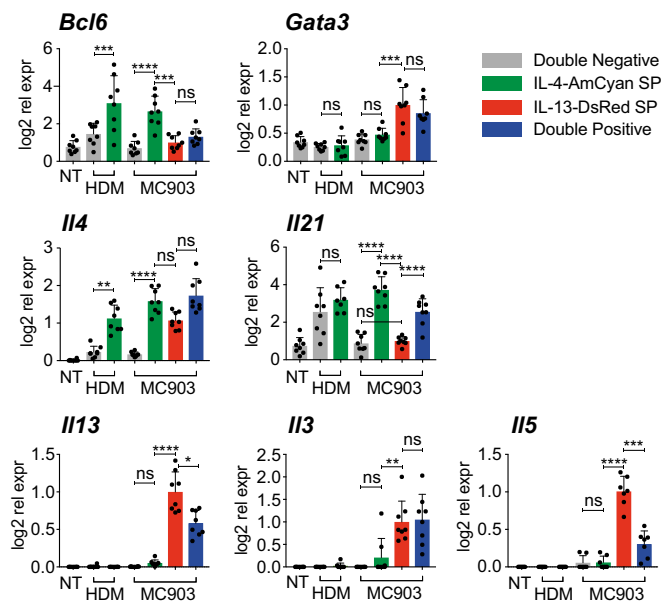 Bcl6
Gata3
Double Negative
IL-4-AmCyan SP
IL-13-DsRed SP
Double Positive
log2 rel expr
6
4
2
0
*** **** *** ns
NT HDM MC903
log2 rel expr
2.0
1.5
1.0
0.5
0.0
ns ns *** ns
NT HDM MC903
Il4
Il21
log2 rel expr
3
2
1
0
** **** ns ns
NT HDM MC903
log2 rel expr
6
4
2
0
ns **** **** **** ns
NT HDM MC903
Il13
Il3
Il5
log2 rel expr
1.5
1.0
0.5
0.0
ns **** *
NT HDM MC903
log2 rel expr
2.5
2.0
1.5
1.0
0.5
0.0
ns ** ns
NT HDM MC903
log2 rel expr
1.5
1.0
0.5
0.0
ns **** ***
NT HDM MC903